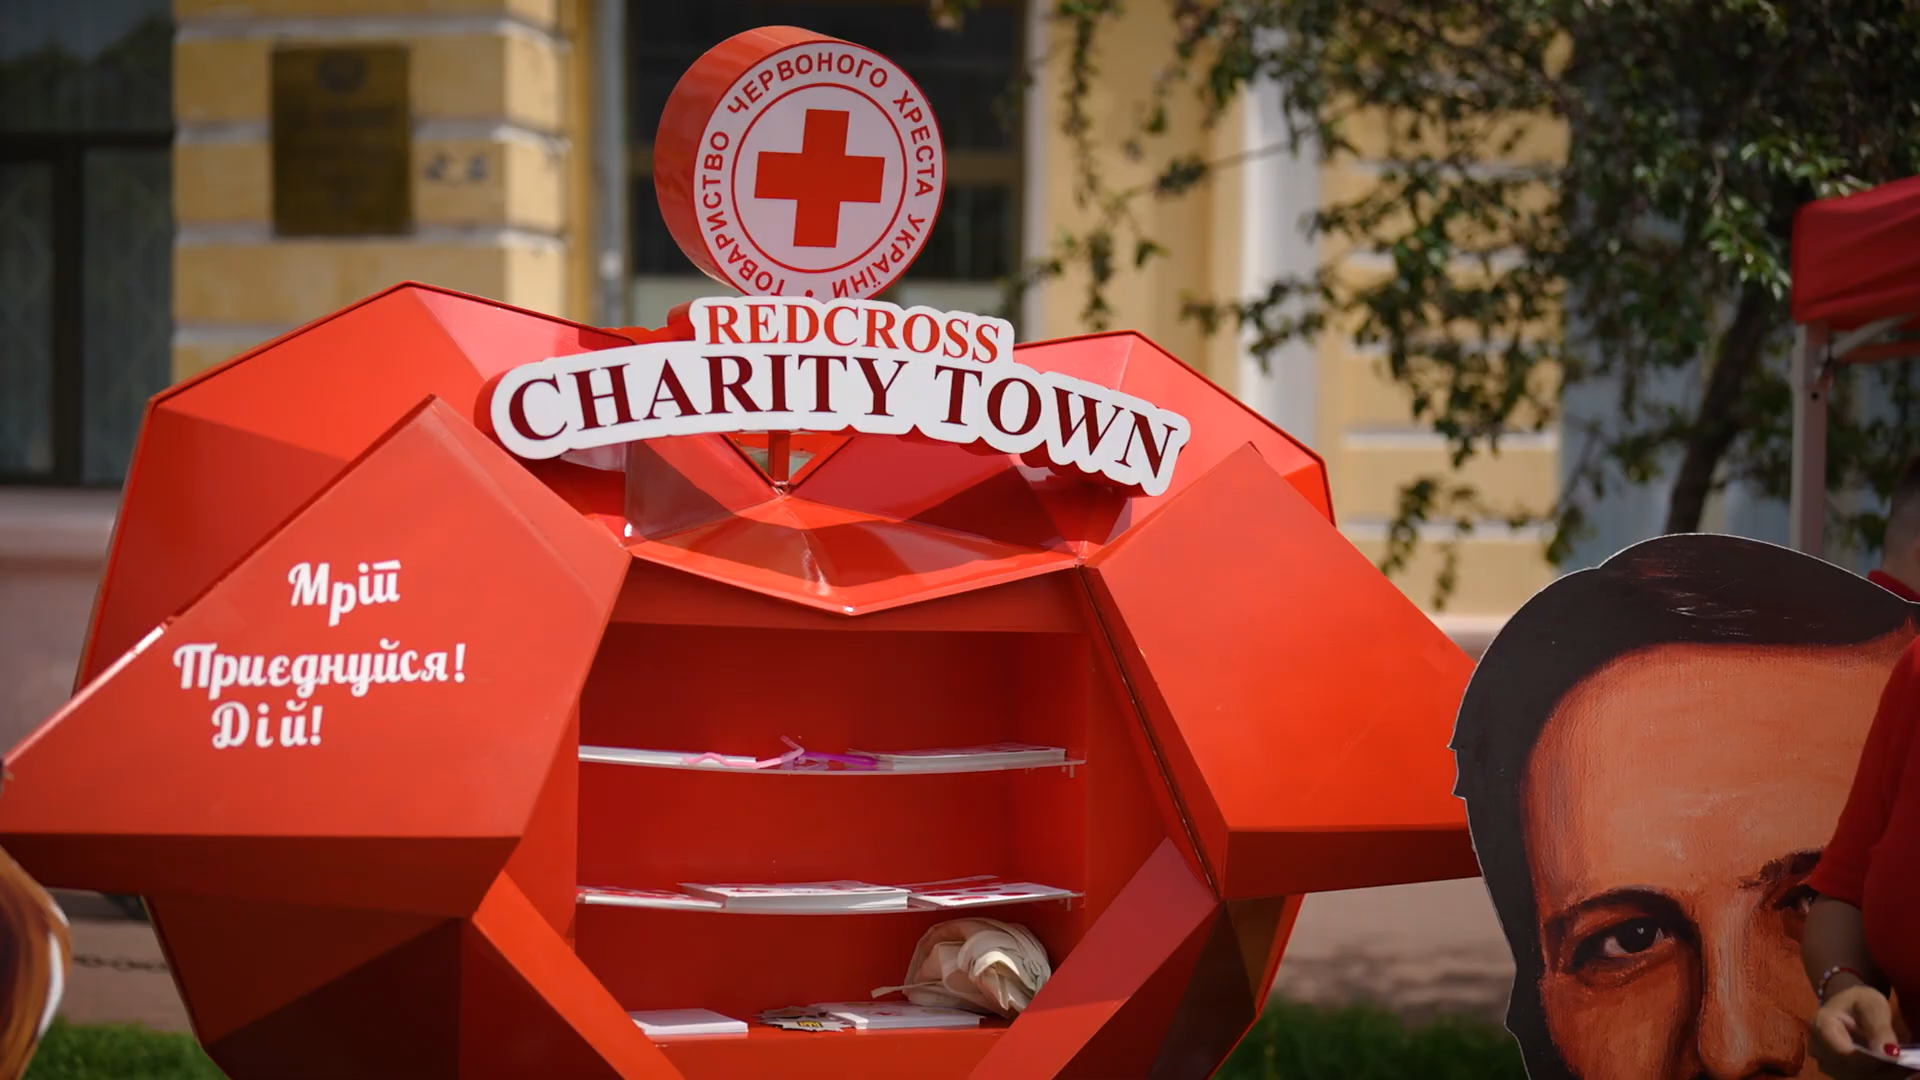 ТОВАРИСТВО ЧЕРВОНОГО ХРЕСТА УКРАЇНИ •
REDCROSS
CHARITY TOWN
Мрій
Приєднуйся!
Дій!